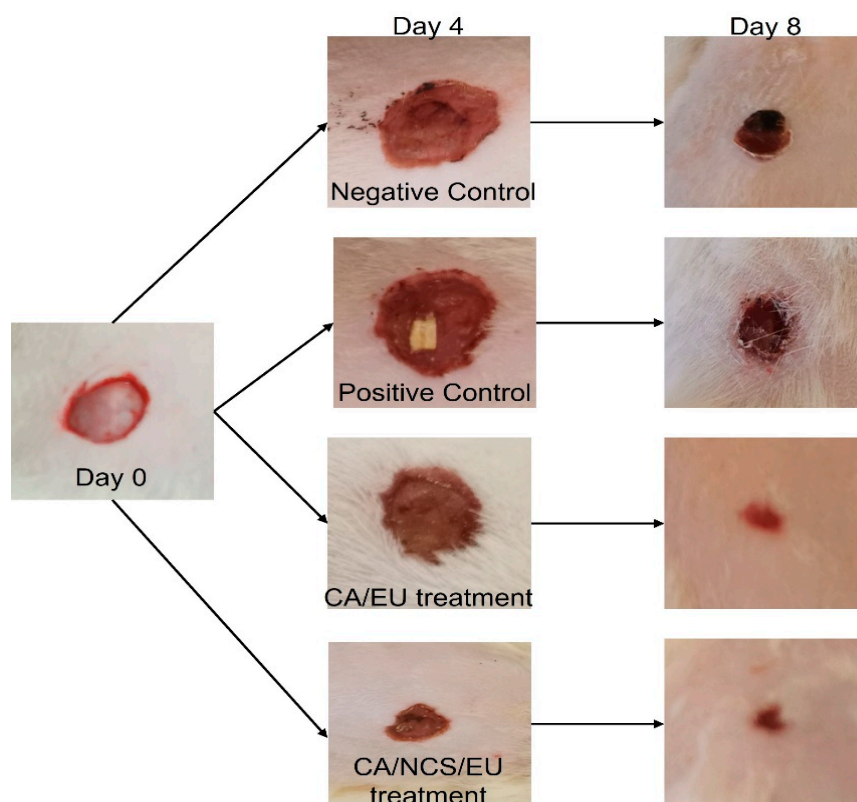 Day 4
Day 8
Negative Control
Positive Control
Day 0
CA/EU treatment
CA/NCS/EU
treatment